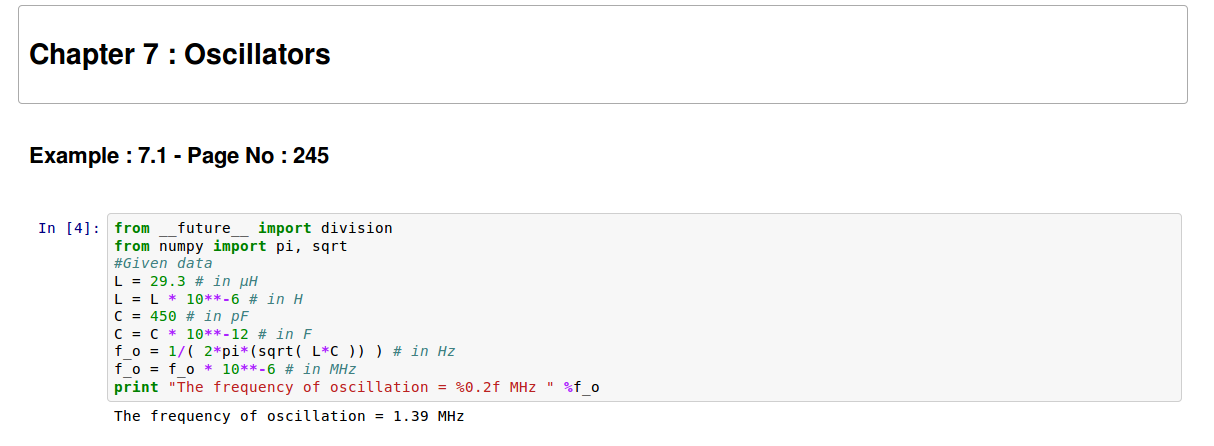 Chapter 7 : Oscillators
Example : 7.1 - Page No : 245
In [4]: from __future__ import division
from numpy import pi, sqrt
#Given data
L = 29.3 # in µH
L = L * 10**-6 # in H
C = 450 # in pF
C = C * 10**-12 # in F
f_o = 1/( 2*pi*(sqrt( L*C )) ) # in Hz
f_o = f_o * 10**-6 # in MHz
print "The frequency of oscillation = %0.2f MHz " %f_o
The frequency of oscillation = 1.39 MHz